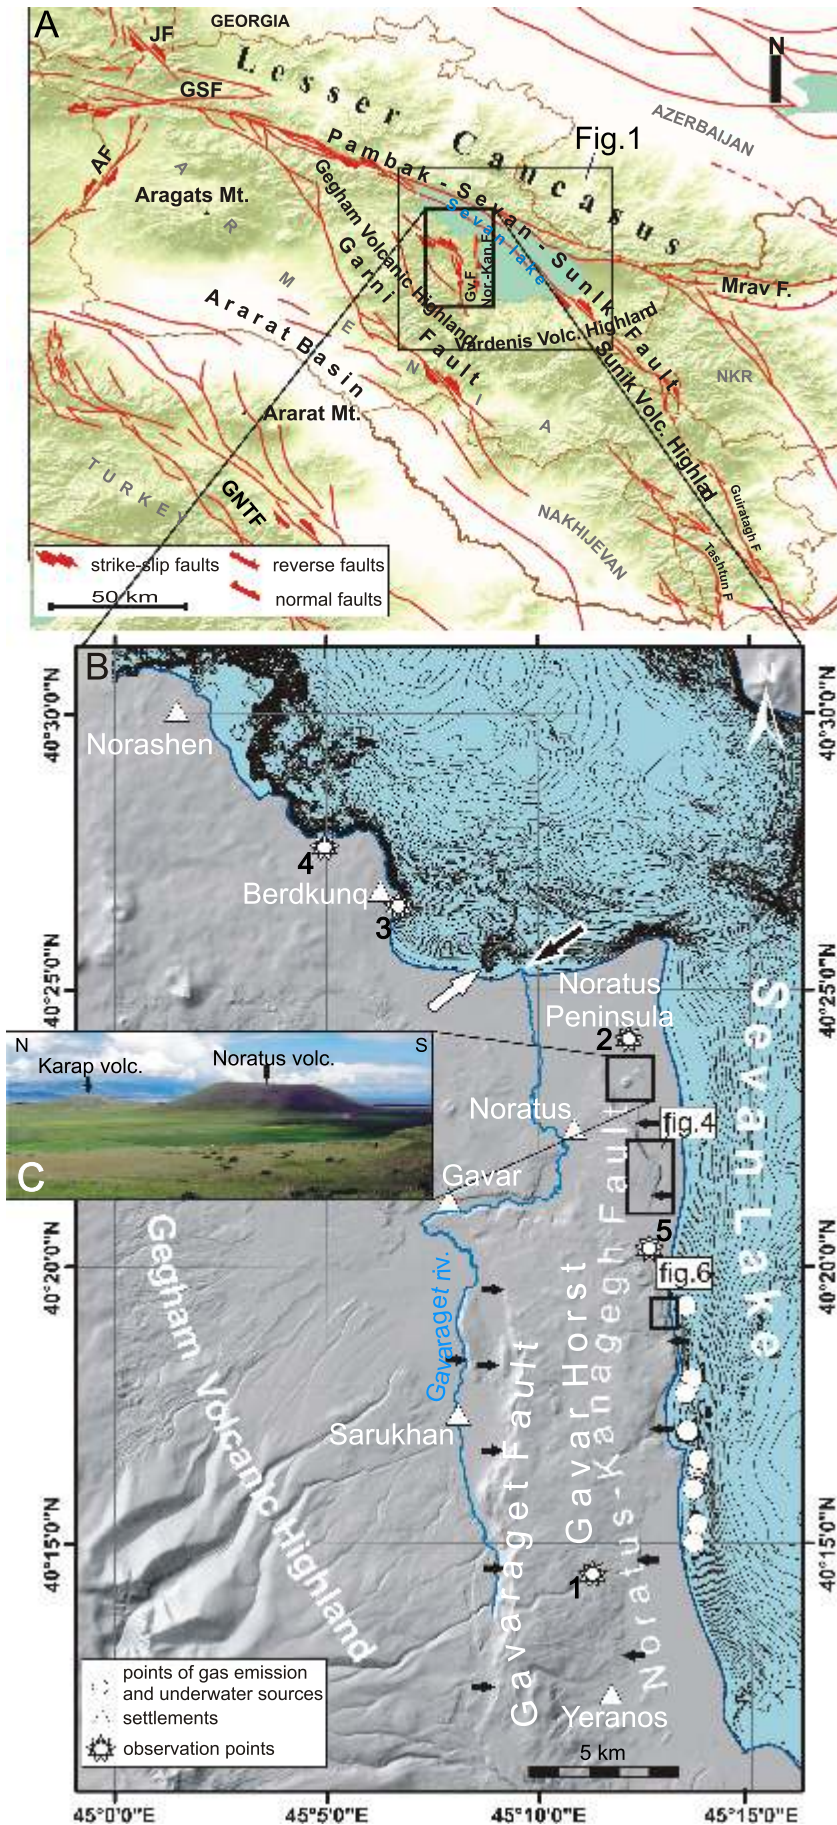 A
GEORGIA
JF
N
Lesser Caucasus
GSF
AZERBAIJAN
Fig.1
AF
Pambak - Sevan - Sunik Fault
Aragats Mt.
ARMENIA
Gegham Volcanic Highland
Sevan lake
Garni Fault
Gv.F
Nor.-Kan.F
Mrav F.
Ararat Basin
Vardenis Volc. Highland
NKR
Ararat Mt.
Sunik Volc. Highlad
TURKEY
GNTF
NAKHIJEVAN
Guiratagh F
Tashtun F
strike-slip faults
reverse faults
normal faults
50 km
B
N
40°30'0"N
40°30'0"N
Norashen
4
Berdkunq
3
40°25'0"N
40°25'0"N
Noratus
Peninsula
2
Sevan Lake
N
S
Karap volc.
Noratus volc.
C
Noratus
fig.4
Gavar
5
40°20'0"N
40°20'0"N
fig.6
Gegham Volcanic Highland
Gavaraget riv.
Gavaraget Fault
Gavar Horst
Noratus-Kanagegh Fault
Sarukhan
40°15'0"N
40°15'0"N
1
points of gas emission
and underwater sources
settlements
observation points
Yeranos
5 km
45°0'0"E
45°5'0"E
45°10'0"E
45°15'0"E